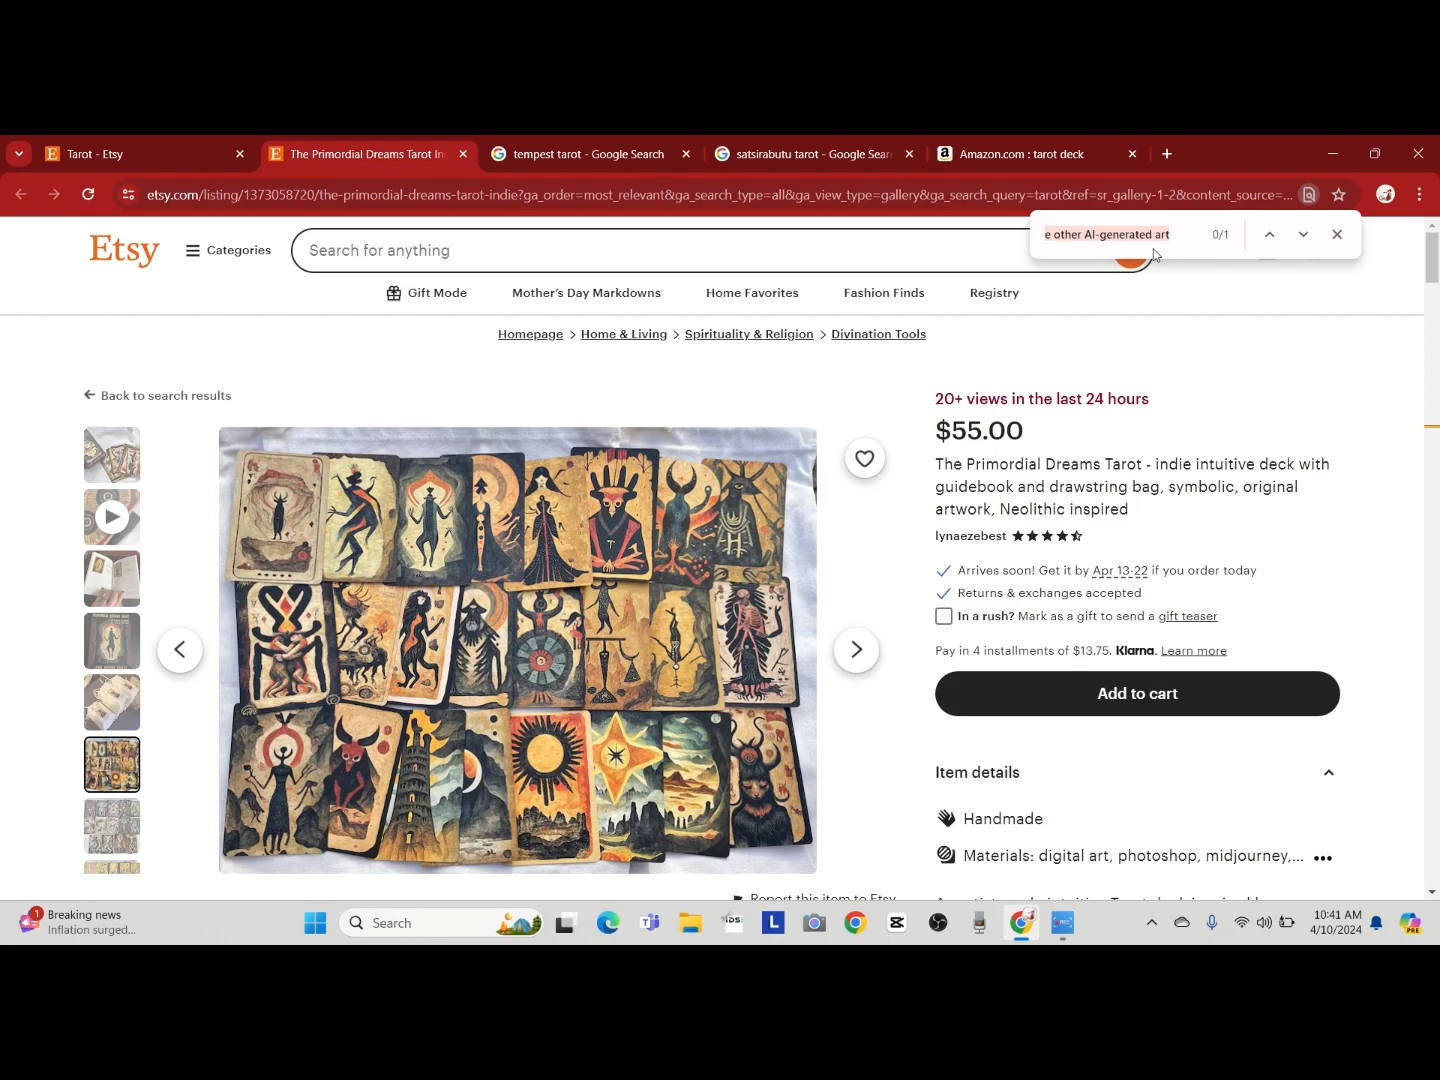 Tarot - Etsy
The Primordial Dreams Tarot In
tempest tarot - Google Search
satsirabutu tarot - Google Sear
Amazon.com : tarot deck
etsy.com/listing/1373058720/the-primordial-dreams-tarot-indie?ga_order=most_relevant&ga_search_type=all&ga_view_type=gallery&ga_search_query=tarot&ref=sr_gallery-1-2&content_source=...
e other AI-generated art 0/1
Etsy
Categories
Search for anything
Gift Mode
Mother's Day Markdowns
Home Favorites
Fashion Finds
Registry
Homepage > Home & Living > Spirituality & Religion > Divination Tools
Back to search results
20+ views in the last 24 hours
$55.00
The Primordial Dreams Tarot - indie intuitive deck with
guidebook and drawstring bag, symbolic, original
artwork, Neolithic inspired
lynaezebest
Arrives soon! Get it by Apr 13-22 if you order today
Returns & exchanges accepted
In a rush? Mark as a gift to send a gift teaser
Pay in 4 installments of $13.75. Klarna. Learn more
Add to cart
Item details
Handmade
Materials: digital art, photoshop, midjourney,...
Report this item to Etsy
1
Breaking news
Inflation surged...
Search
iDS
L
PRE
10:41 AM
4/10/2024